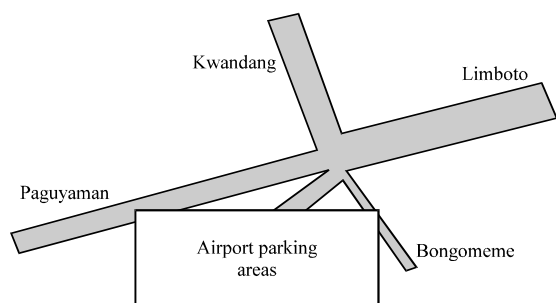 Kwandang
Limboto
Paguyaman
Airport parking
areas
Bongomeme